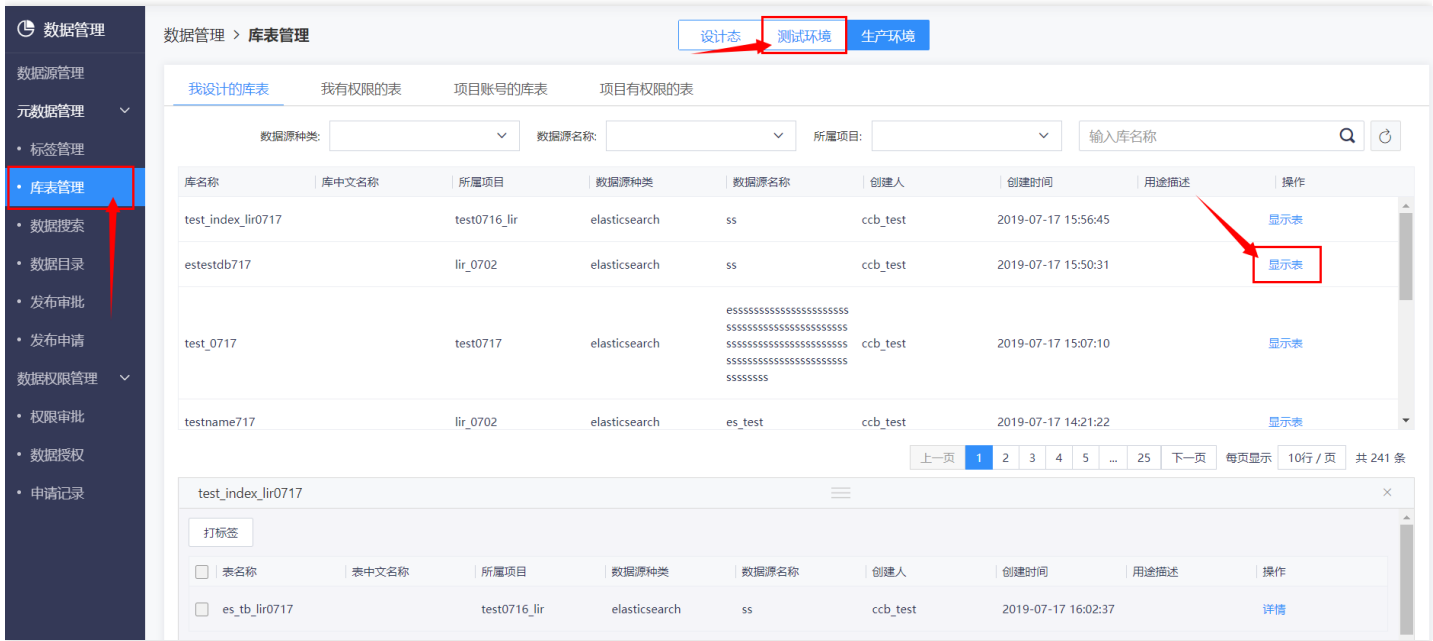 数据管理
数据源管理
元数据管理
• 标签管理
• 库表管理
• 数据搜索
• 数据目录
• 发布审批
• 发布申请
数据权限管理
• 权限审批
• 数据授权
• 申请记录
数据管理 > 库表管理
设计态 测试环境 生产环境
我设计的库表 我有权限的表 项目账号的库表 项目有权限的表
数据源种类: 数据源名称: 所属项目: 输入库名称
库名称 库中文名称 所属项目 数据源种类 数据源名称 创建人 创建时间 用途描述 操作
test_index_lir0717 test0716_lir elasticsearch ss ccb_test 2019-07-17 15:56:45 显示表
estestdb717 lir_0702 elasticsearch ss ccb_test 2019-07-17 15:50:31 显示表
esssssssssssssssssssssss
sssssssssssssssssssssss
test_0717 test0717 elasticsearch sssssssssssssssssssssss ccb_test 2019-07-17 15:07:10 显示表
sssssssssssssssssssssss
ssssssss
testname717 lir_0702 elasticsearch es_test ccb_test 2019-07-17 14:21:22 显示表
上一页 1 2 3 4 5 ... 25 下一页 每页显示 10行 / 页 共 241 条
test_index_lir0717
打标签
表名称 表中文名称 所属项目 数据源种类 数据源名称 创建人 创建时间 用途描述 操作
es_tb_lir0717 test0716_lir elasticsearch ss ccb_test 2019-07-17 16:02:37 详情